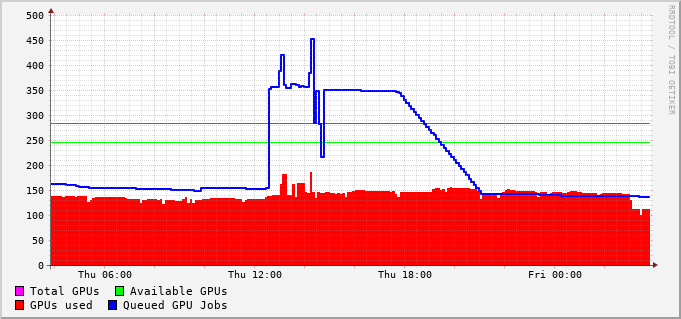 500
450
400
350
300
250
200
150
100
50
0
Thu 06:00 Thu 12:00 Thu 18:00 Fri 00:00
Total GPUs Available GPUs
GPUs used Queued GPU Jobs
RRDTOOL / TOBI OETIKER